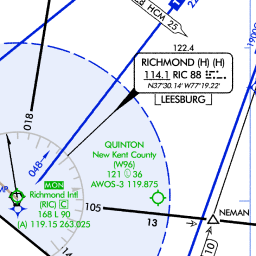 HCM 25
22
122.4
RICHMOND (H) (H)
114.1 RIC 88
N37°30.14' W77°19.22'
LEESBURG
1900
018
048
QUINTON
New Kent County
(W96)
121 36
AWOS-3 119.875
MON
Richmond Intl
(RIC) C
168 L 90
(A) 119.15 263.025
105
13
NEMAN
10